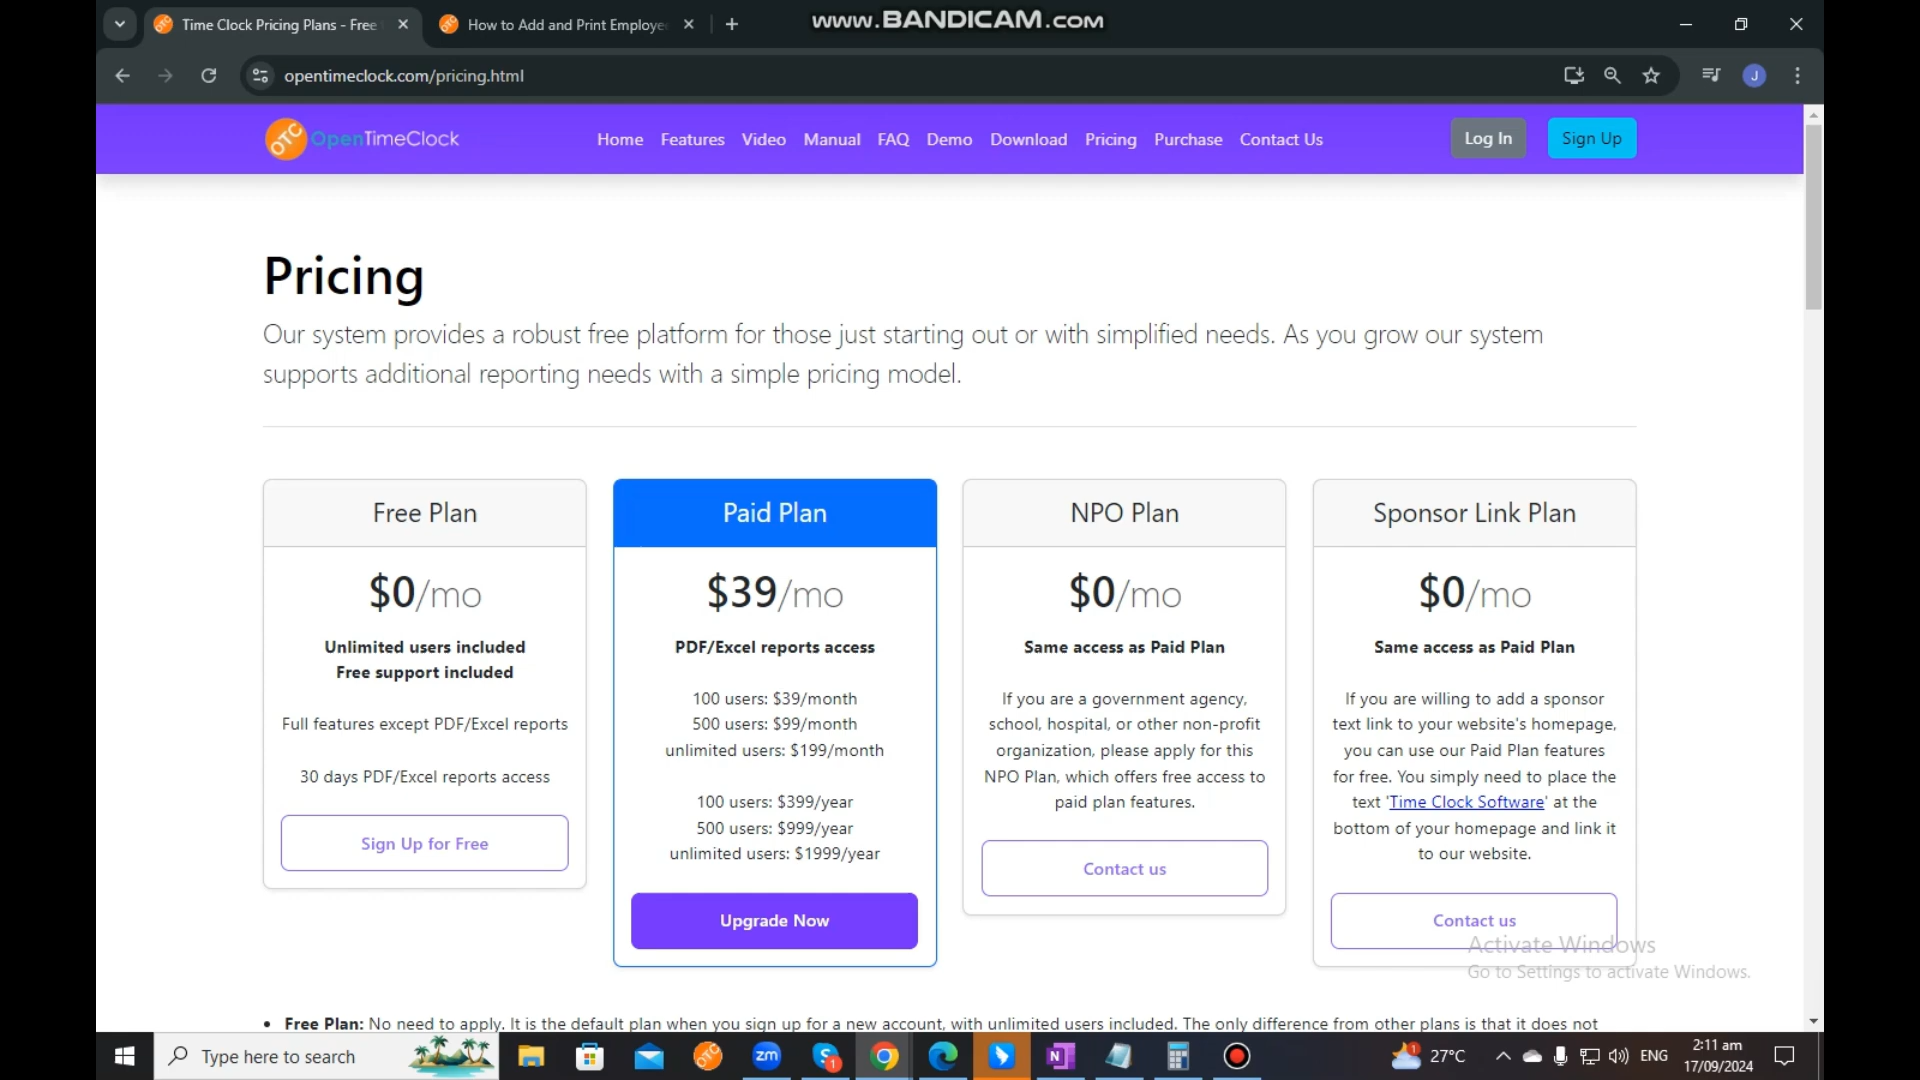 www.BANDICAM.com
Time Clock Pricing Plans - Free
How to Add and Print Employe
opentimeclock.com/pricing.html
J
OTC OpenTimeClock
Home Features Video Manual FAQ Demo Download Pricing Purchase Contact Us
Log In
Sign Up
Pricing
Our system provides a robust free platform for those just starting out or with simplified needs. As you grow our system
supports additional reporting needs with a simple pricing model.
Free Plan
$0/mo
Unlimited users included
Free support included
Full features except PDF/Excel reports
30 days PDF/Excel reports access
Sign Up for Free
Paid Plan
$39/mo
PDF/Excel reports access
100 users: $39/month
500 users: $99/month
unlimited users: $199/month
100 users: $399/year
500 users: $999/year
unlimited users: $1999/year
Upgrade Now
NPO Plan
$0/mo
Same access as Paid Plan
If you are a government agency,
school, hospital, or other non-profit
organization, please apply for this
NPO Plan, which offers free access to
paid plan features.
Contact us
Sponsor Link Plan
$0/mo
Same access as Paid Plan
If you are willing to add a sponsor
text link to your website's homepage,
you can use our Paid Plan features
for free. You simply need to place the
text 'Time Clock Software' at the
bottom of your homepage and link it
to our website.
Contact us
Activate Windows
Go to Settings to activate Windows.
• Free Plan: No need to apply. It is the default plan when you sign up for a new account, with unlimited users included. The only difference from other plans is that it does not
Type here to search
OTC
zm
S
1
N
1
27°C
ENG
2:11 am
17/09/2024